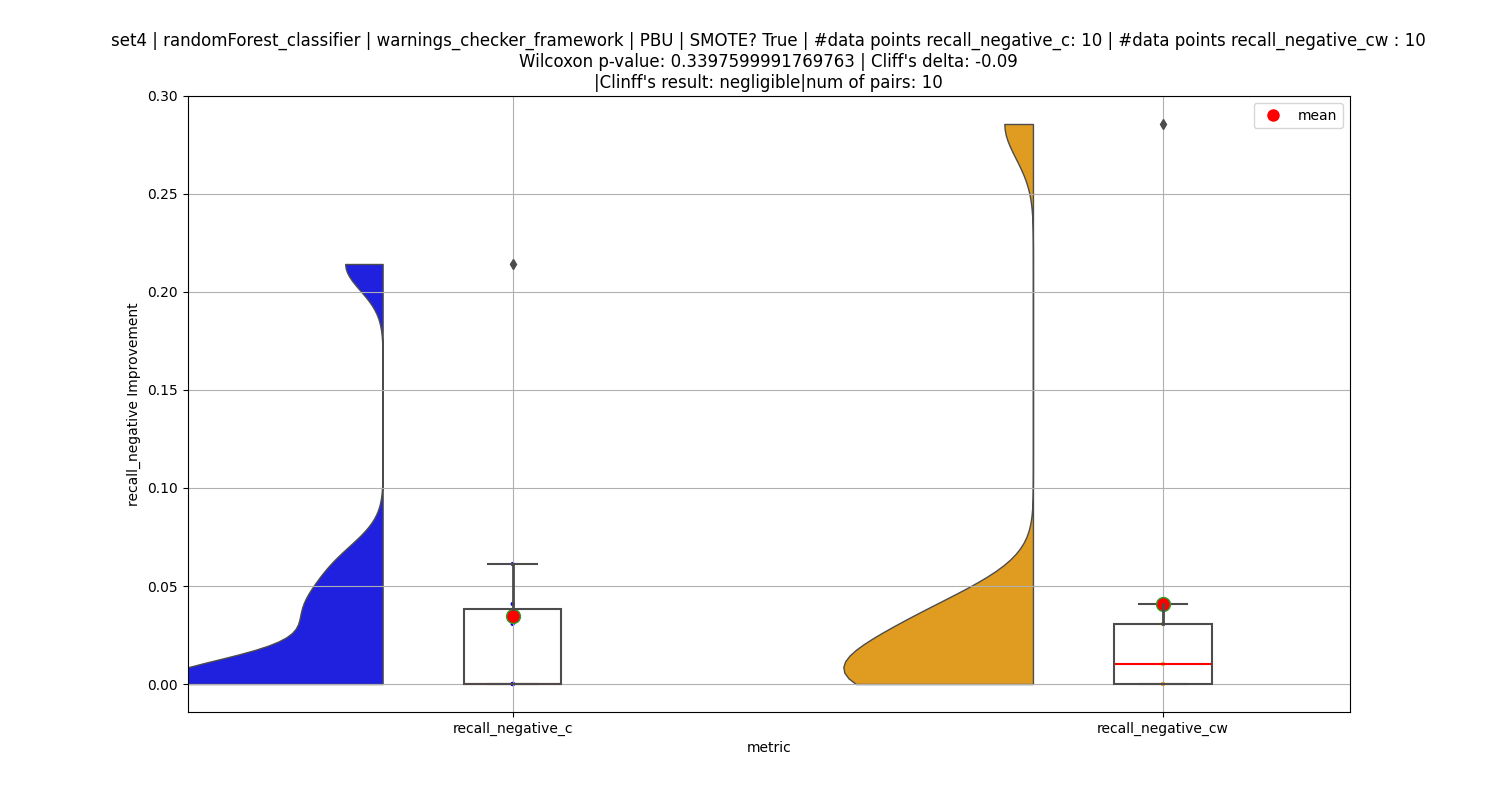 set4 | randomForest_classifier | warnings_checker_framework | PBU | SMOTE? True | #data points recall_negative_c: 10 | #data points recall_negative_cw : 10
Wilcoxon p-value: 0.3397599991769763 | Cliff's delta: -0.09
|Clinff's result: negligible|num of pairs: 10
mean
0.30
0.25
0.20
0.15
0.10
0.05
0.00
recall_negative Improvement
recall_negative_c
recall_negative_cw
metric